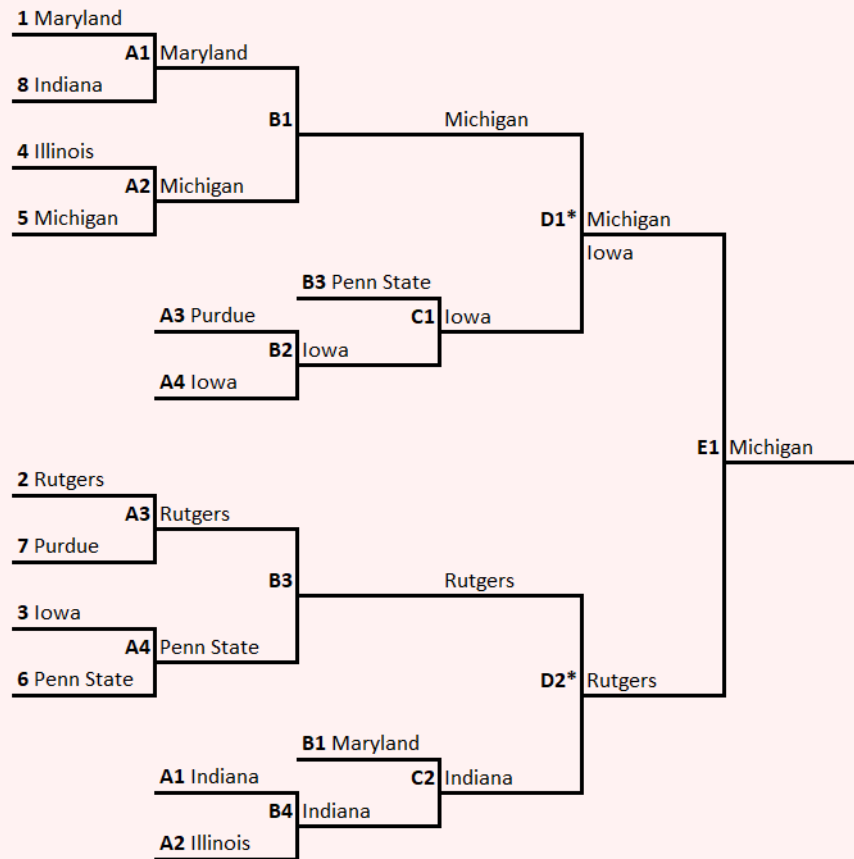 1 Maryland
A1 Maryland
8 Indiana
B1 Michigan
4 Illinois
A2 Michigan
5 Michigan
D1* Michigan
Iowa
B3 Penn State
A3 Purdue
C1 Iowa
B2 Iowa
A4 Iowa
E1 Michigan
2 Rutgers
A3 Rutgers
7 Purdue
B3 Rutgers
3 Iowa
A4 Penn State
6 Penn State
D2* Rutgers
B1 Maryland
A1 Indiana
C2 Indiana
B4 Indiana
A2 Illinois